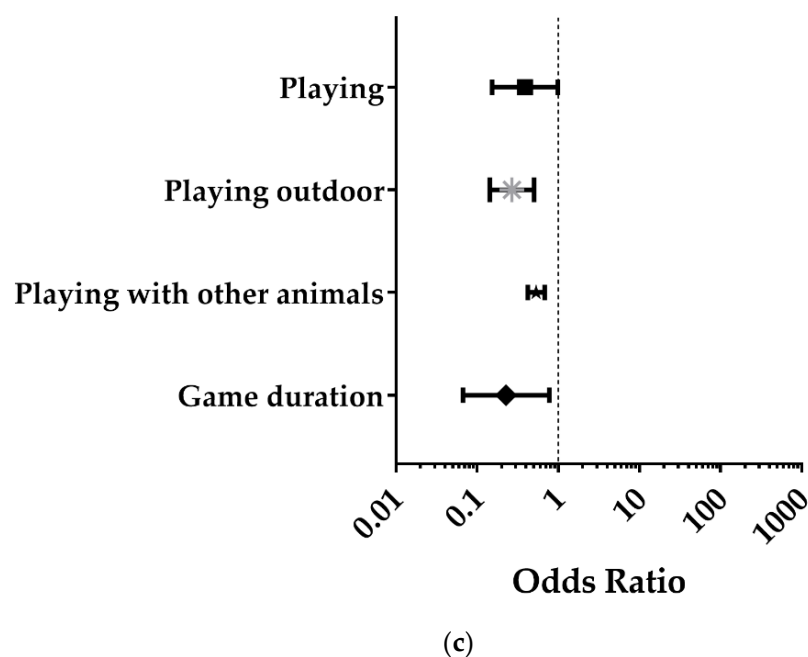 Playing
Playing outdoor
Playing with other animals
Game duration
0.01 0.1 1 10 100 1000
Odds Ratio
(c)